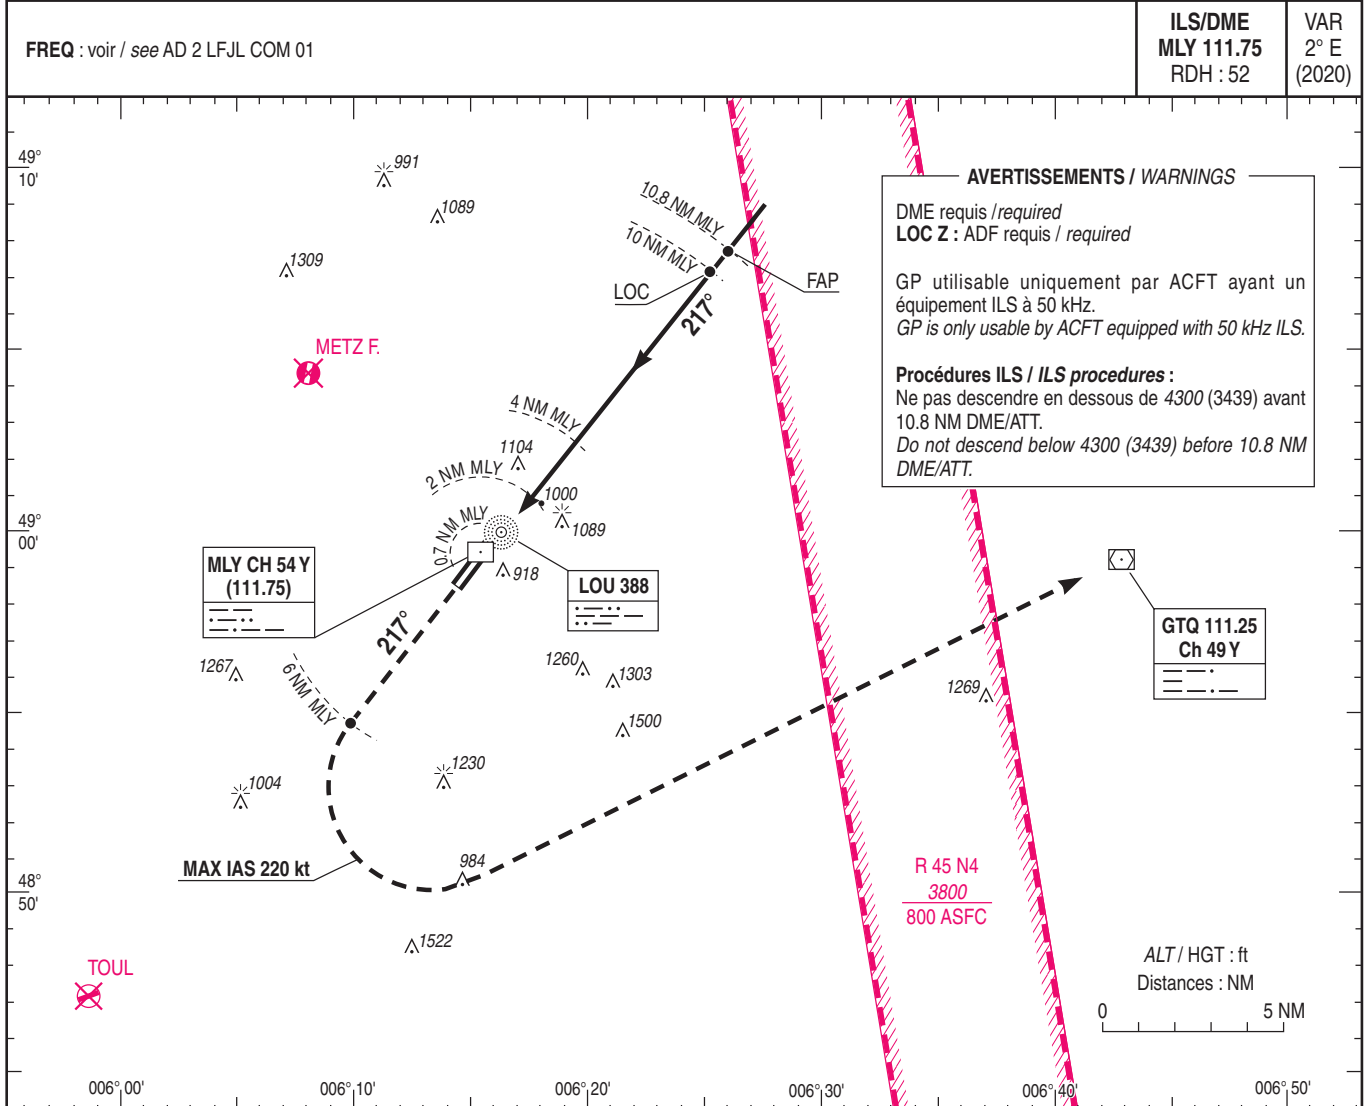 FREQ : voir / see AD 2 LFJL COM 01
ILS/DME
MLY 111.75
RDH : 52
VAR
2° E
(2020)
49°
10'
991
1089
1309
METZ F.
10.8 NM MLY
10 NM MLY
LOC
FAP
217°
AVERTISSEMENTS / WARNINGS
DME requis / required
LOC Z : ADF requis / required
GP utilisable uniquement par ACFT ayant un
équipement ILS à 50 kHz.
GP is only usable by ACFT equipped with 50 kHz ILS.
Procédures ILS / ILS procedures :
Ne pas descendre en dessous de 4300 (3439) avant
10.8 NM DME/ATT.
Do not descend below 4300 (3439) before 10.8 NM
DME/ATT.
4 NM MLY
1104
2 NM MLY
1000
1089
0.7 NM MLY
49°
00'
MLY CH 54 Y
(111.75)
918
LOU 388
GTQ 111.25
Ch 49 Y
217°
1267
6 NM MLY
1260
1303
1269
1500
1230
1004
MAX IAS 220 kt
984
48°
50'
R 45 N4
3800
800 ASFC
1522
TOUL
ALT / HGT : ft
Distances : NM
0 5 NM
006° 00' 006° 10' 006° 20' 006° 30' 006° 40' 006° 50'